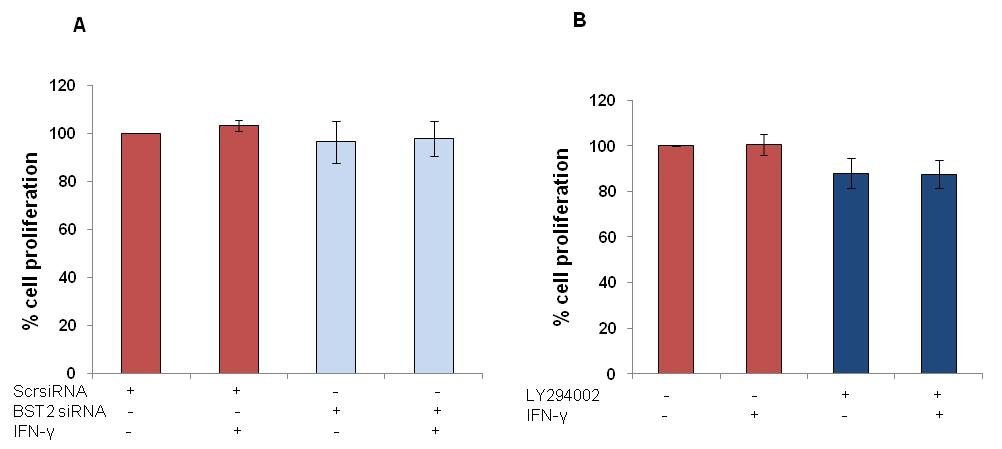 A
120
100
80
60
40
20
0
% cell proliferation
ScrsiRNA + + - -
BST2 siRNA - - + +
IFN-γ - + - +
B
120
100
80
60
40
20
0
% cell proliferation
LY294002 - - + +
IFN-γ - + - +